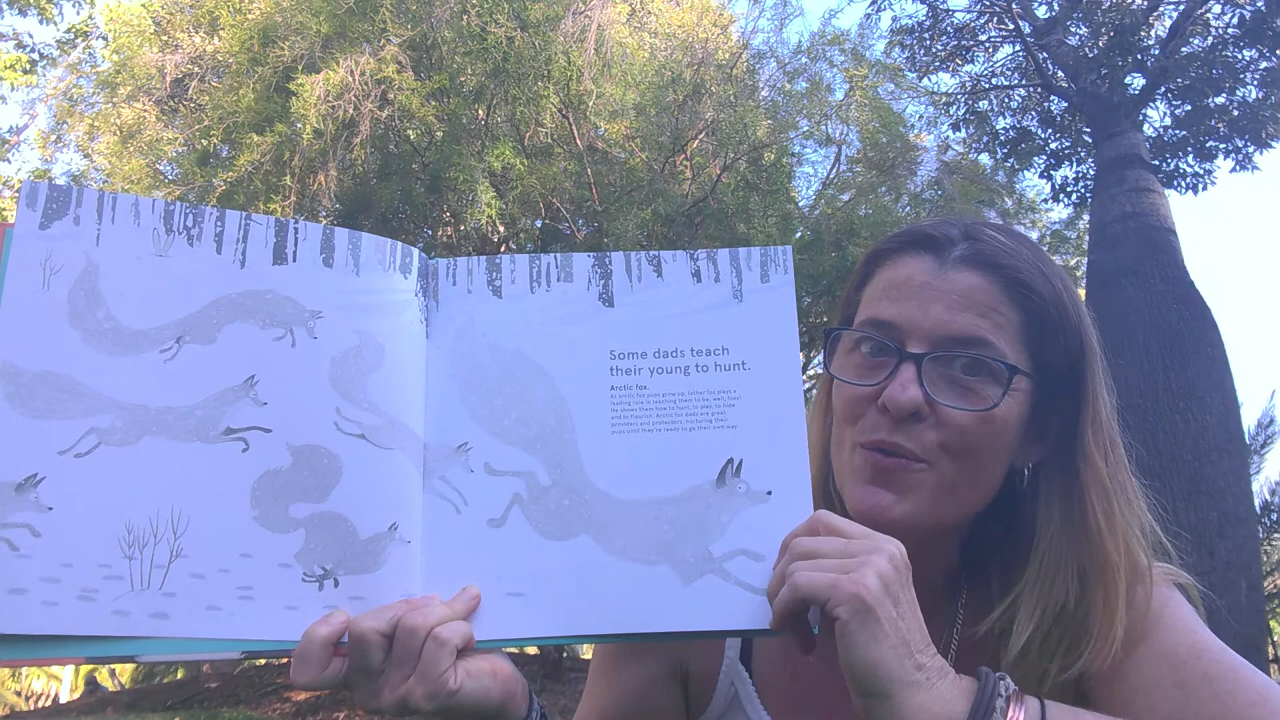 Some dads teach
their young to hunt.
Arctic fox.
As arctic fox pups grow up, father fox plays a
leading role in teaching them to be, well, foxy!
He shows them how to hunt, to play, to hide
and to flourish. Arctic fox dads are great
providers and protectors, nurturing their
pups until they're ready to go their own way.